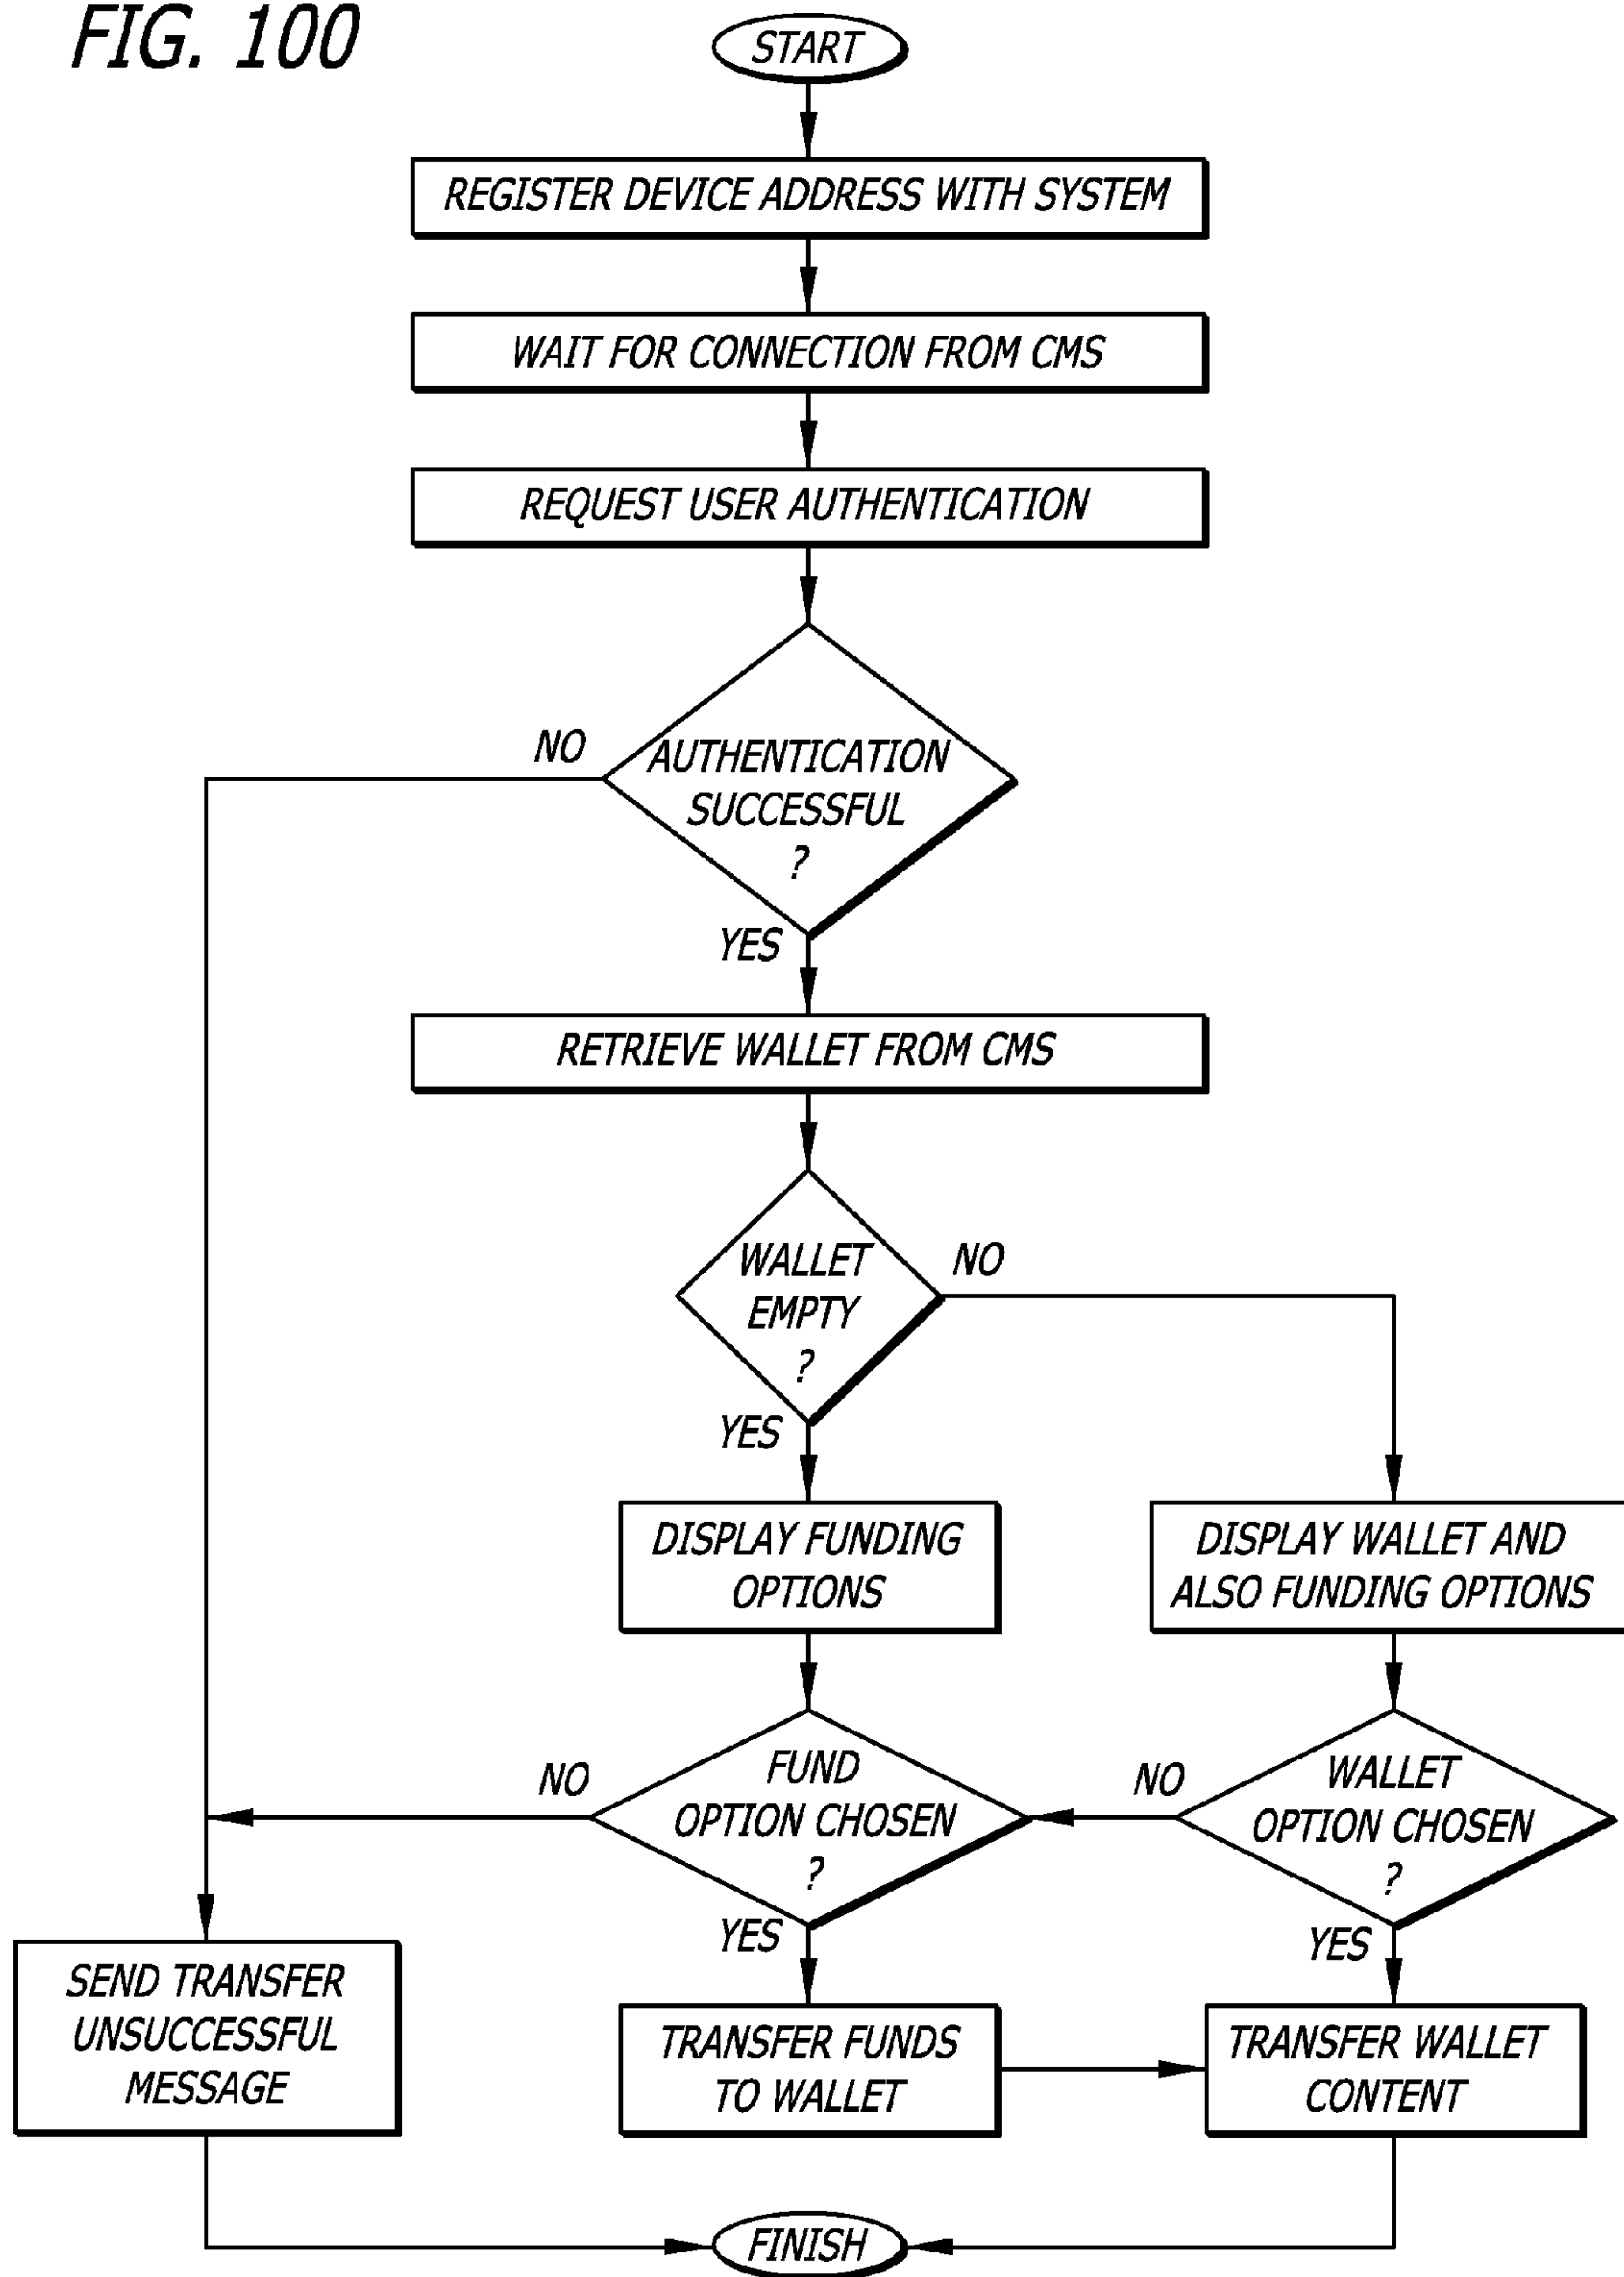 FIG. 100
START
REGISTER DEVICE ADDRESS WITH SYSTEM
WAIT FOR CONNECTION FROM CMS
REQUEST USER AUTHENTICATION
NO
AUTHENTICATION
SUCCESSFUL
?
YES
RETRIEVE WALLET FROM CMS
WALLET
EMPTY
?
NO
YES
DISPLAY FUNDING
OPTIONS
DISPLAY WALLET AND
ALSO FUNDING OPTIONS
NO
FUND
OPTION CHOSEN
?
YES
NO
WALLET
OPTION CHOSEN
?
YES
SEND TRANSFER
UNSUCCESSFUL
MESSAGE
TRANSFER FUNDS
TO WALLET
TRANSFER WALLET
CONTENT
FINISH